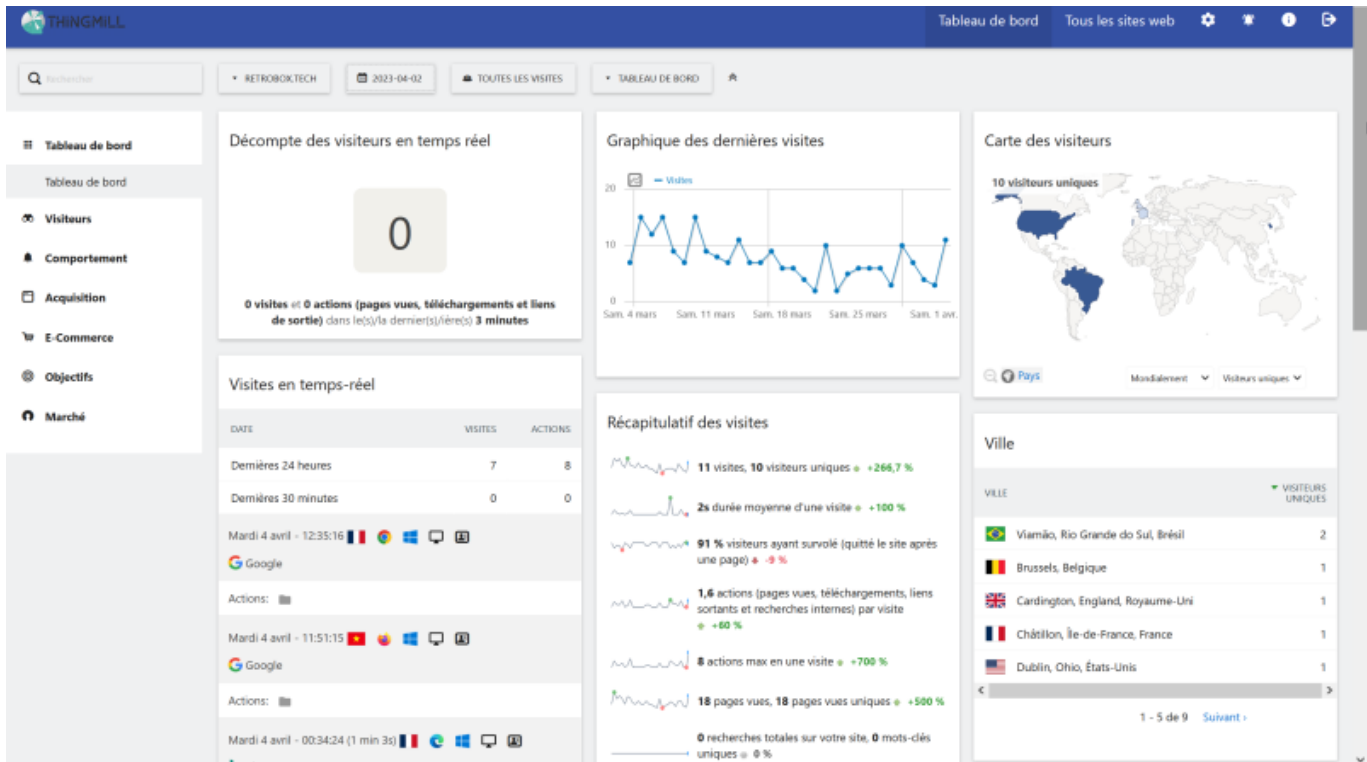 THINGMILL
Tableau de bord
Tous les sites web
Rechercher
RETROBOX.TECH
2023-04-02
TOUTES LES VISITES
TABLEAU DE BORD
Tableau de bord
Tableau de bord
Visiteurs
Comportement
Acquisition
E-Commerce
Objectifs
Marché
Décompte des visiteurs en temps réel
0
0 visites et 0 actions (pages vues, téléchargements et liens
de sortie) dans le(s)/la dernier(s)/ière(s) 3 minutes
Visites en temps-réel
DATE VISITES ACTIONS
Dernières 24 heures 7 8
Dernières 30 minutes 0 0
Mardi 4 avril - 12:35:16
Google
Actions:
Mardi 4 avril - 11:51:15
Google
Actions:
Mardi 4 avril - 00:34:24 (1 min 3s)
Graphique des dernières visites
Visites
20
10
0
Sam. 4 mars Sam. 11 mars Sam. 18 mars Sam. 25 mars Sam. 1 avr.
Récapitulatif des visites
11 visites, 10 visiteurs uniques +266,7 %
2s durée moyenne d'une visite +100 %
91 % visiteurs ayant survolé (quitté le site après
une page) -9 %
1,6 actions (pages vues, téléchargements, liens
sortants et recherches internes) par visite
+60 %
8 actions max en une visite +700 %
18 pages vues, 18 pages vues uniques +500 %
0 recherches totales sur votre site, 0 mots-clés
uniques 0 %
Carte des visiteurs
10 visiteurs uniques
Pays
Mondialement
Visiteurs uniques
Ville
VILLE VISITEURS
UNIQUES
Viamão, Rio Grande do Sul, Brésil 2
Brussels, Belgique 1
Cardington, England, Royaume-Uni 1
Châtillon, Île-de-France, France 1
Dublin, Ohio, États-Unis 1
1 - 5 de 9 Suivant ›